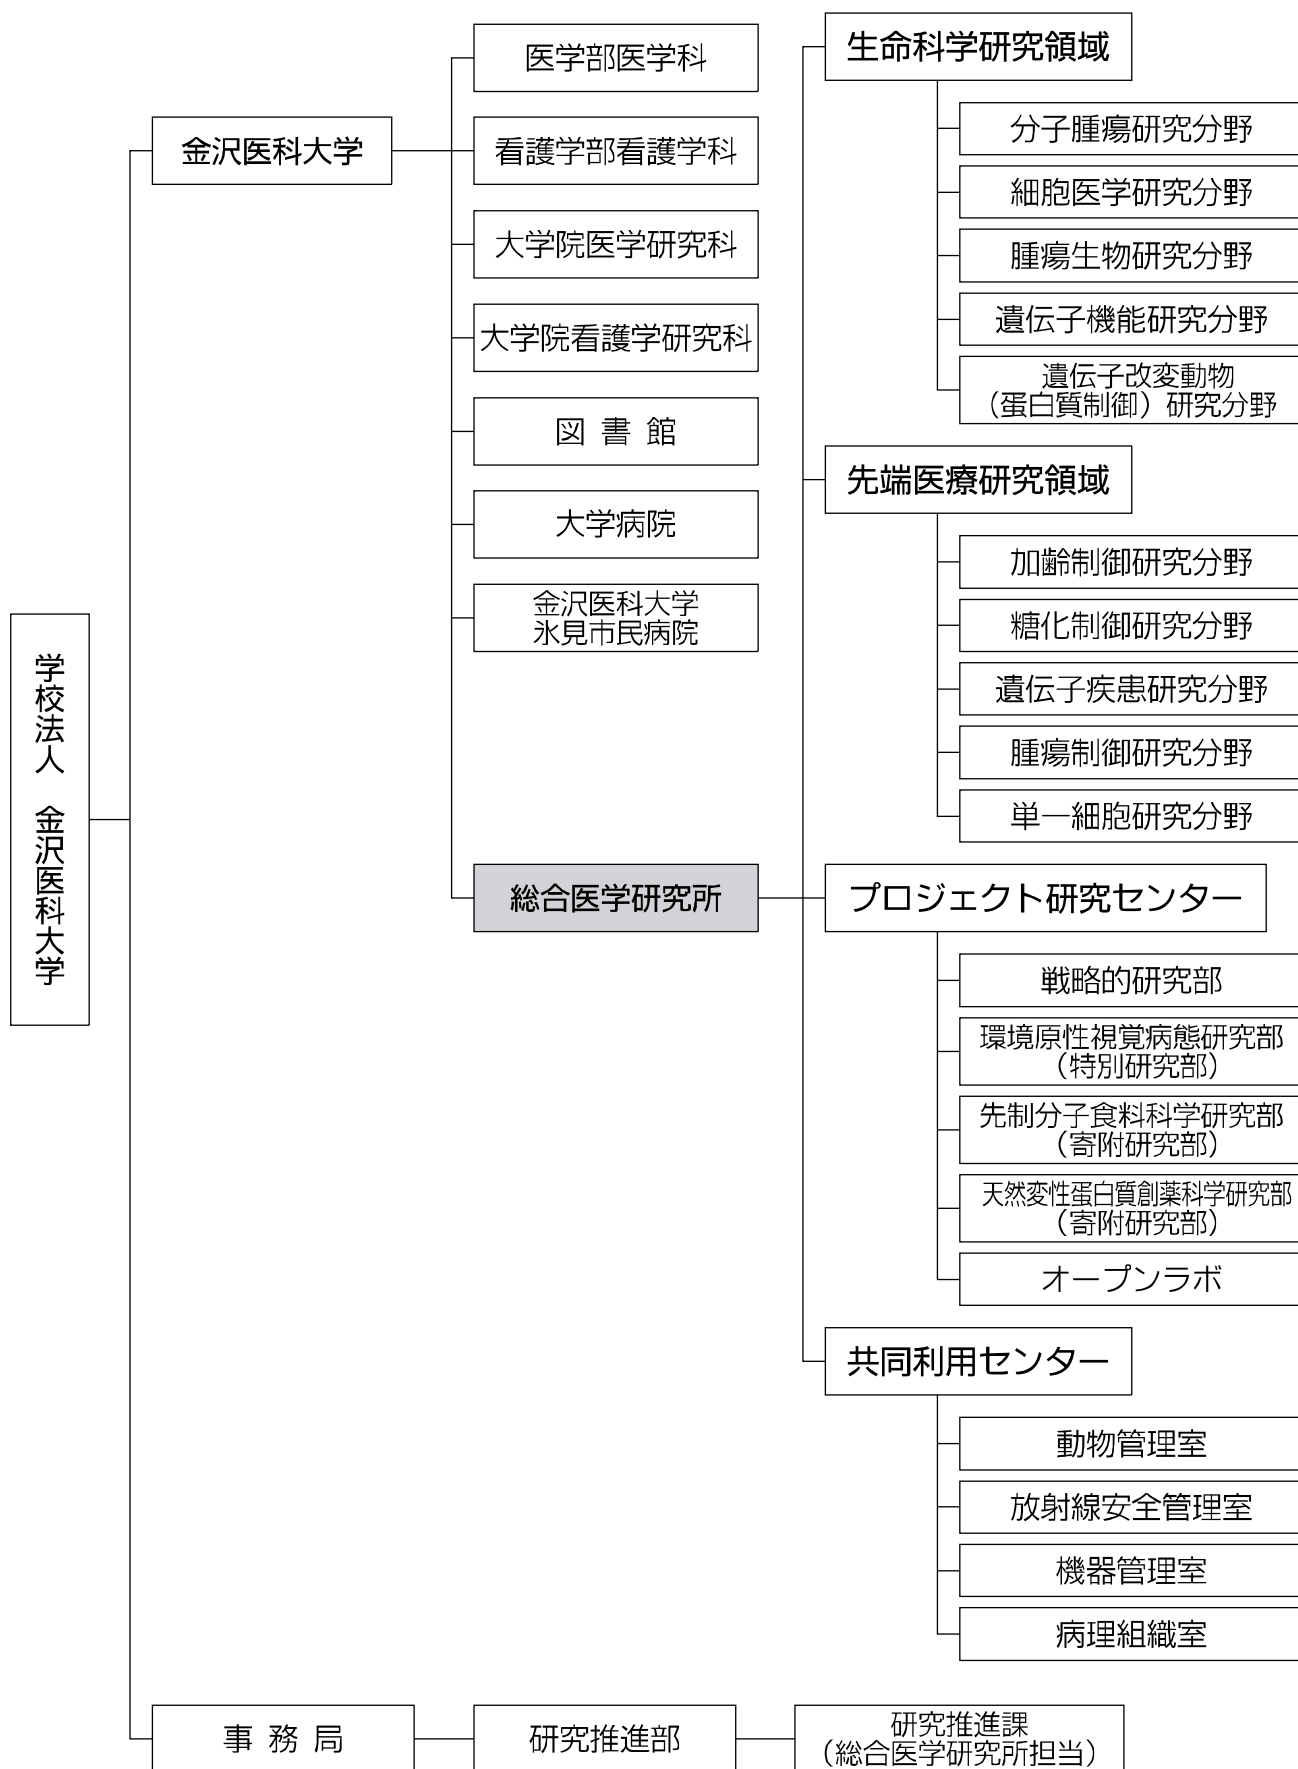 学校法人　金沢医科大学
金沢医科大学
医学部医学科
看護学部看護学科
大学院医学研究科
大学院看護学研究科
図 書 館
大学病院
金沢医科大学
氷見市民病院
総合医学研究所
生命科学研究領域
分子腫瘍研究分野
細胞医学研究分野
腫瘍生物研究分野
遺伝子機能研究分野
遺伝子改変動物
（蛋白質制御）研究分野
先端医療研究領域
加齢制御研究分野
糖化制御研究分野
遺伝子疾患研究分野
腫瘍制御研究分野
単一細胞研究分野
プロジェクト研究センター
戦略的研究部
環境原性視覚病態研究部
（特別研究部）
先制分子食料科学研究部
（寄附研究部）
天然変性蛋白質創薬科学研究部
（寄附研究部）
オープンラボ
共同利用センター
動物管理室
放射線安全管理室
機器管理室
病理組織室
事 務 局
研究推進部
研究推進課
（総合医学研究所担当）